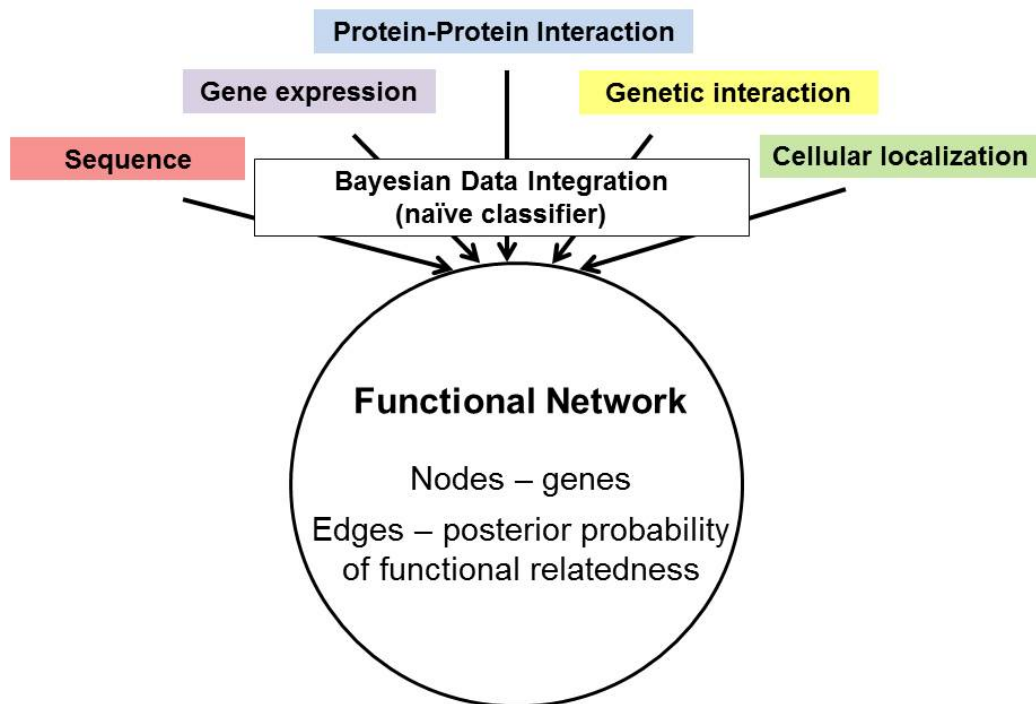 Protein-Protein Interaction
Gene expression
Genetic interaction
Sequence
Cellular localization
Bayesian Data Integration
(naïve classifier)
Functional Network
Nodes – genes
Edges – posterior probability
of functional relatedness